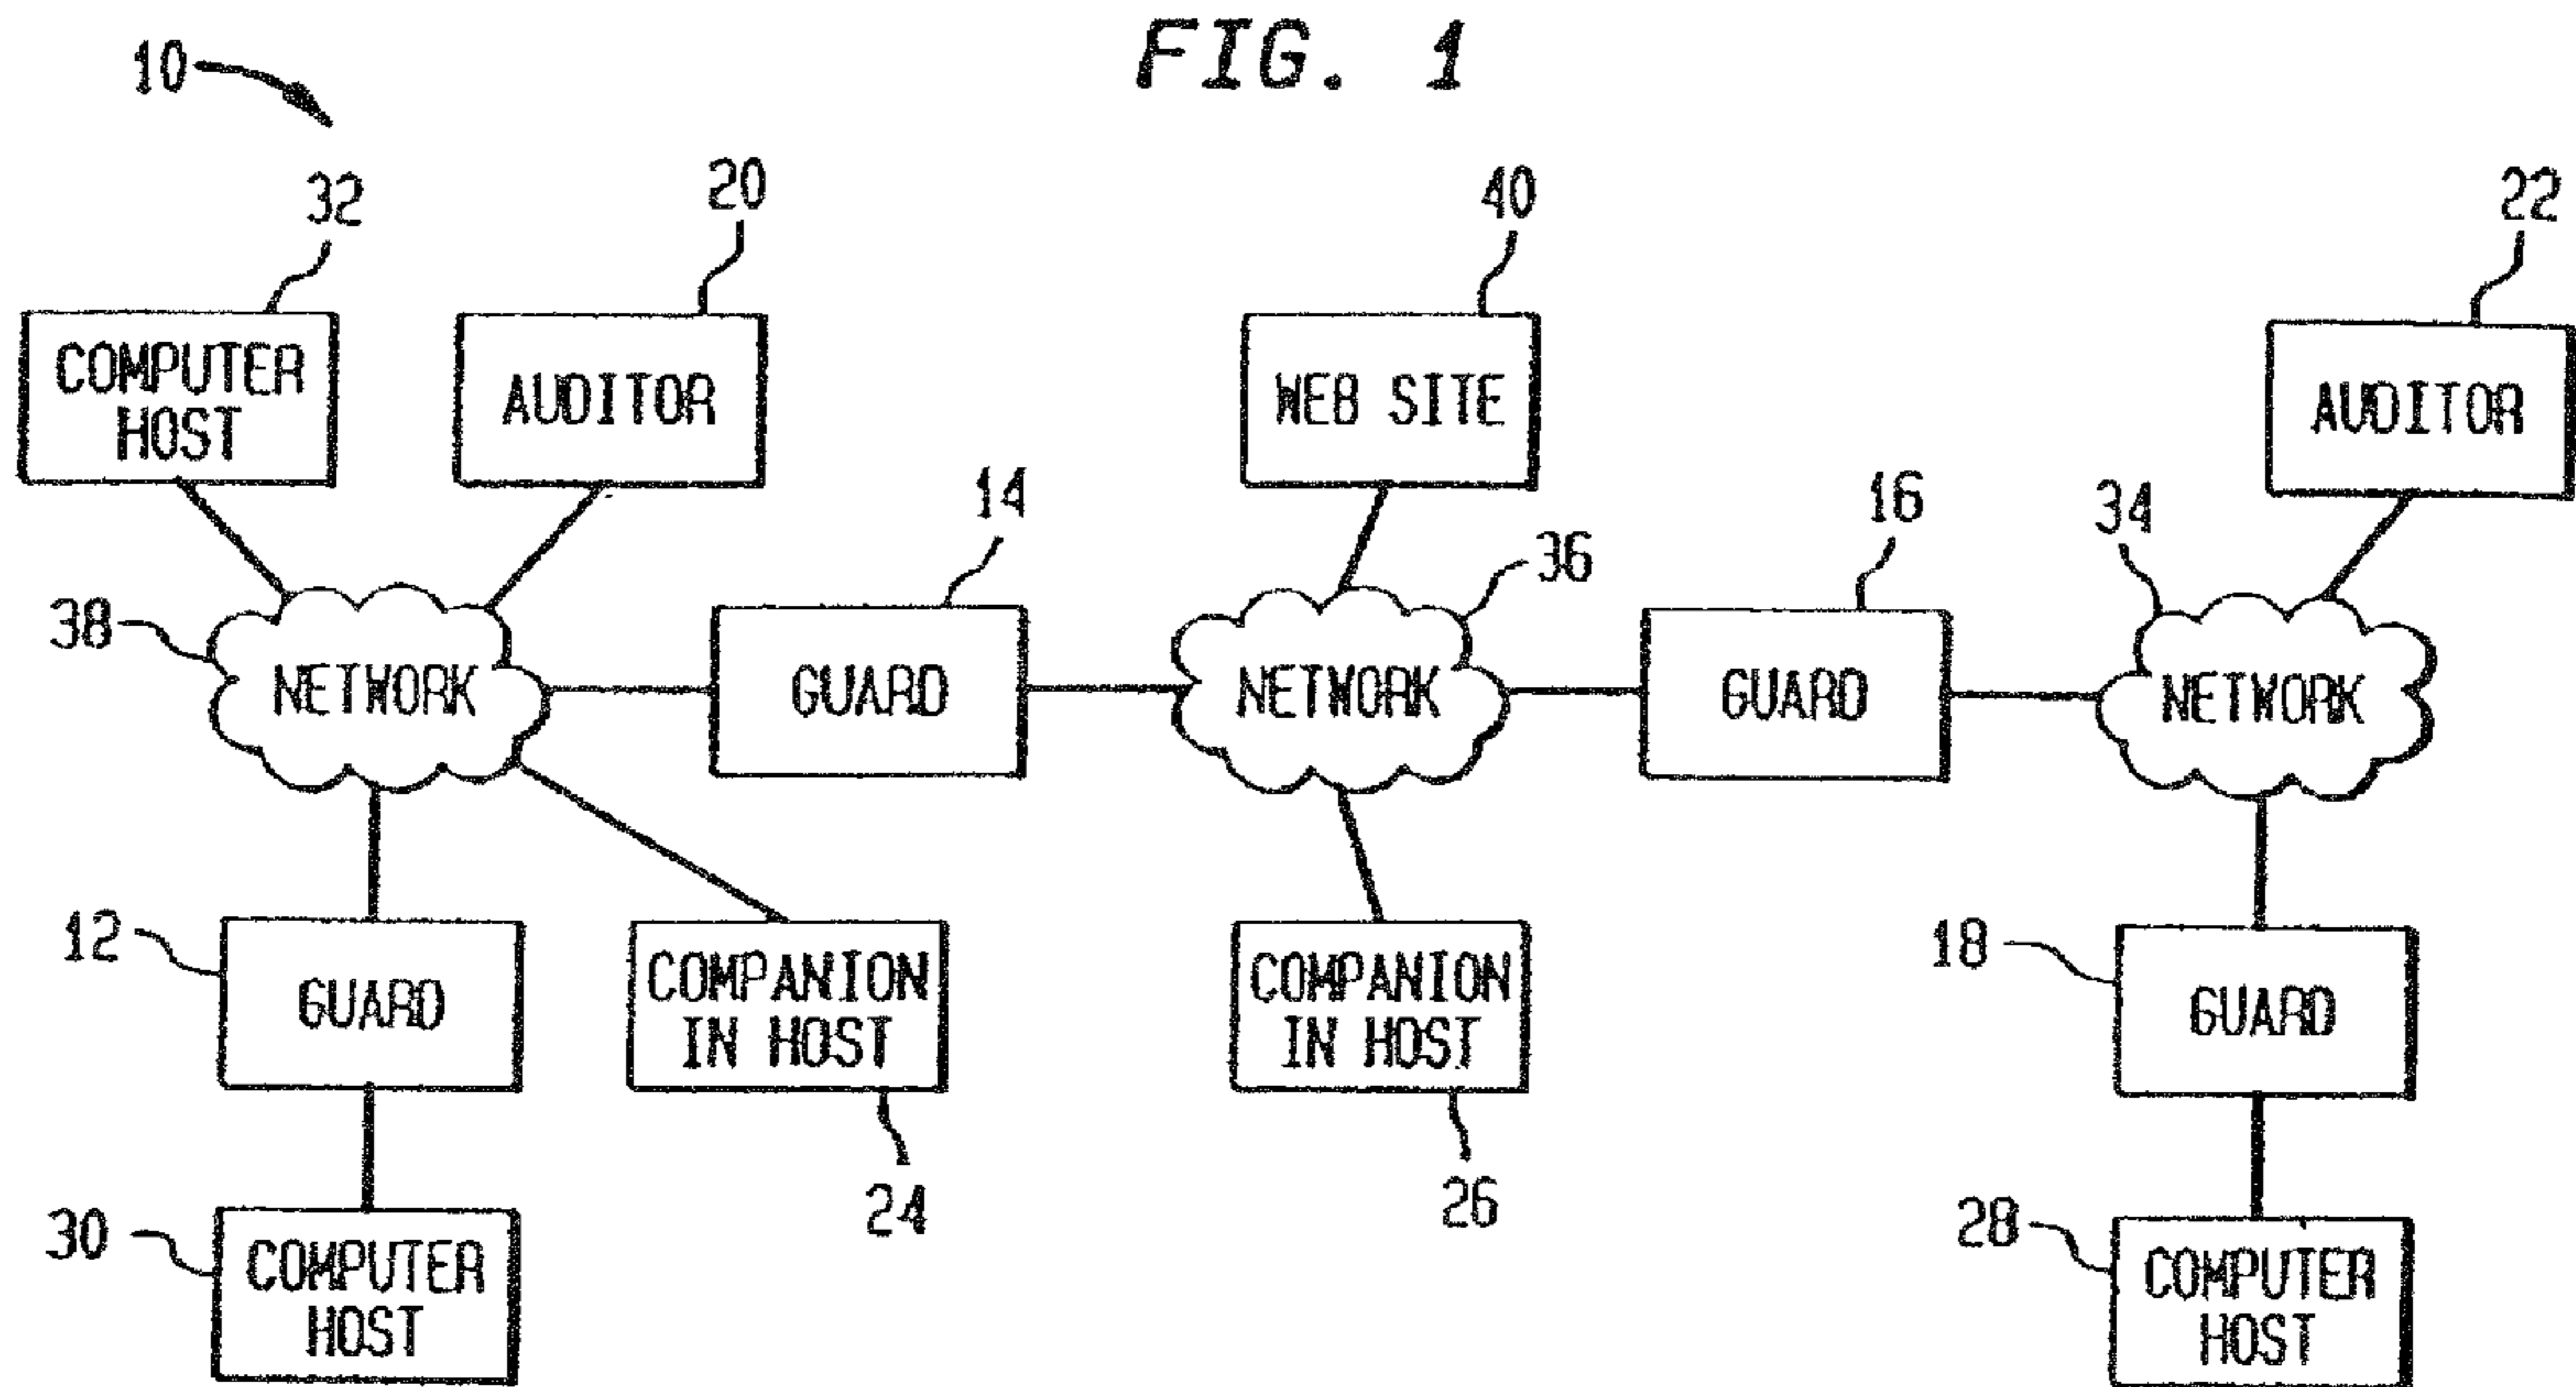 FIG. 1
10
32
20
40
22
COMPUTER
HOST
AUDITOR
WEB SITE
AUDITOR
14
16
34
36
38
NETWORK
GUARD
NETWORK
GUARD
NETWORK
12
GUARD
COMPANION
IN HOST
COMPANION
IN HOST
18
GUARD
24
26
30
COMPUTER
HOST
28
COMPUTER
HOST